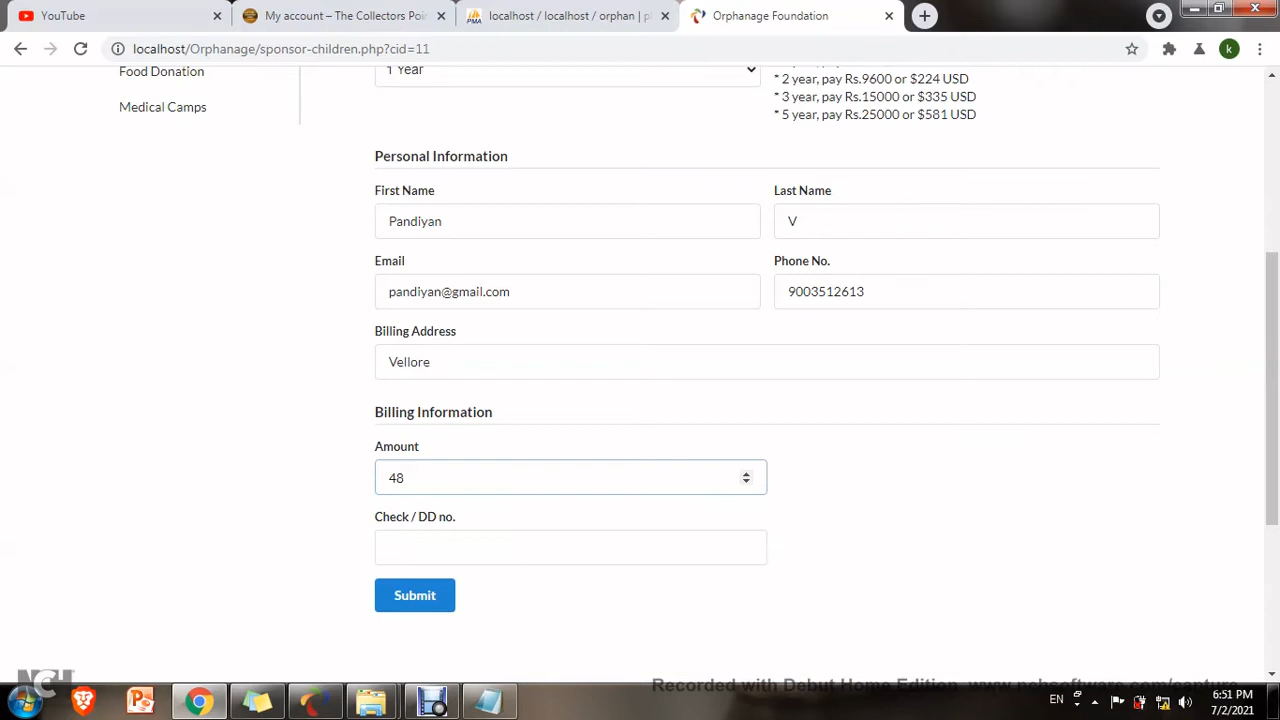 YouTube
My account – The Collectors Poi
localhost / localhost / orphan | p
Orphanage Foundation
localhost/Orphanage/sponsor-children.php?cid=11
k
Food Donation
Medical Camps
1 Year
* 2 year, pay Rs.9600 or $224 USD
* 3 year, pay Rs.15000 or $335 USD
* 5 year, pay Rs.25000 or $581 USD
Personal Information
First Name
Last Name
Pandiyan
V
Email
Phone No.
pandiyan@gmail.com
9003512613
Billing Address
Vellore
Billing Information
Amount
48
Check / DD no.
Submit
NCH
Recorded with Debut Home Edition www.nchsoftware.com/capture
EN
6:51 PM
7/2/2021